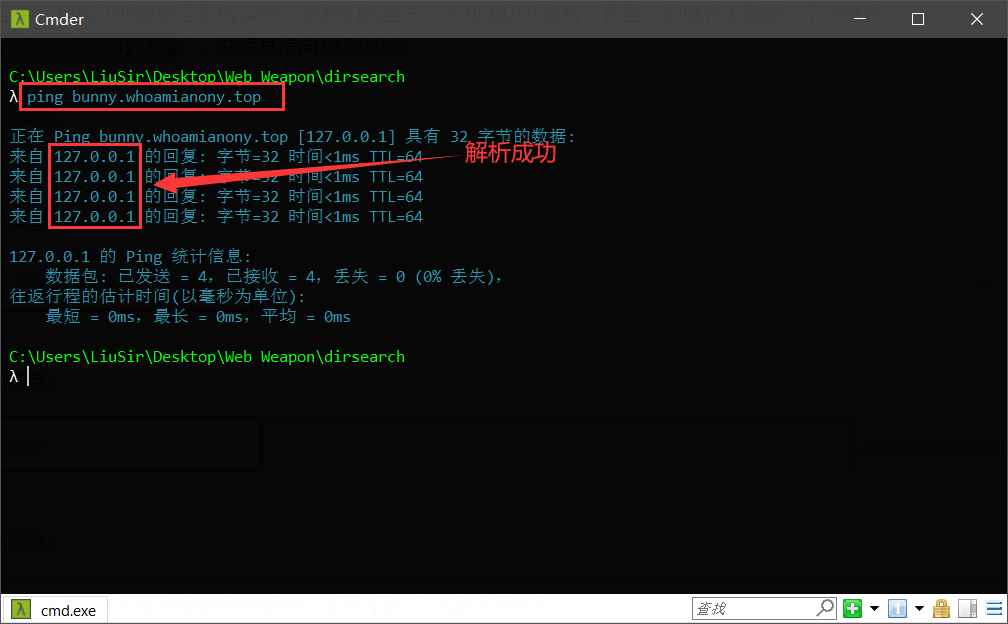 Cmder
C:\Users\LiuSir\Desktop\Web Weapon\dirsearch
λ ping bunny.whoamianony.top
正在 Ping bunny.whoamianony.top [127.0.0.1] 具有 32 字节的数据:
来自 127.0.0.1 的回复: 字节=32 时间<1ms TTL=64
解析成功
来自 127.0.0.1 的回复: 字节=32 时间<1ms TTL=64
来自 127.0.0.1 的回复: 字节=32 时间<1ms TTL=64
来自 127.0.0.1 的回复: 字节=32 时间<1ms TTL=64
127.0.0.1 的 Ping 统计信息:
数据包: 已发送 = 4，已接收 = 4，丢失 = 0 (0% 丢失)，
往返行程的估计时间(以毫秒为单位):
最短 = 0ms，最长 = 0ms，平均 = 0ms
C:\Users\LiuSir\Desktop\Web Weapon\dirsearch
λ
λ cmd.exe
查找
1